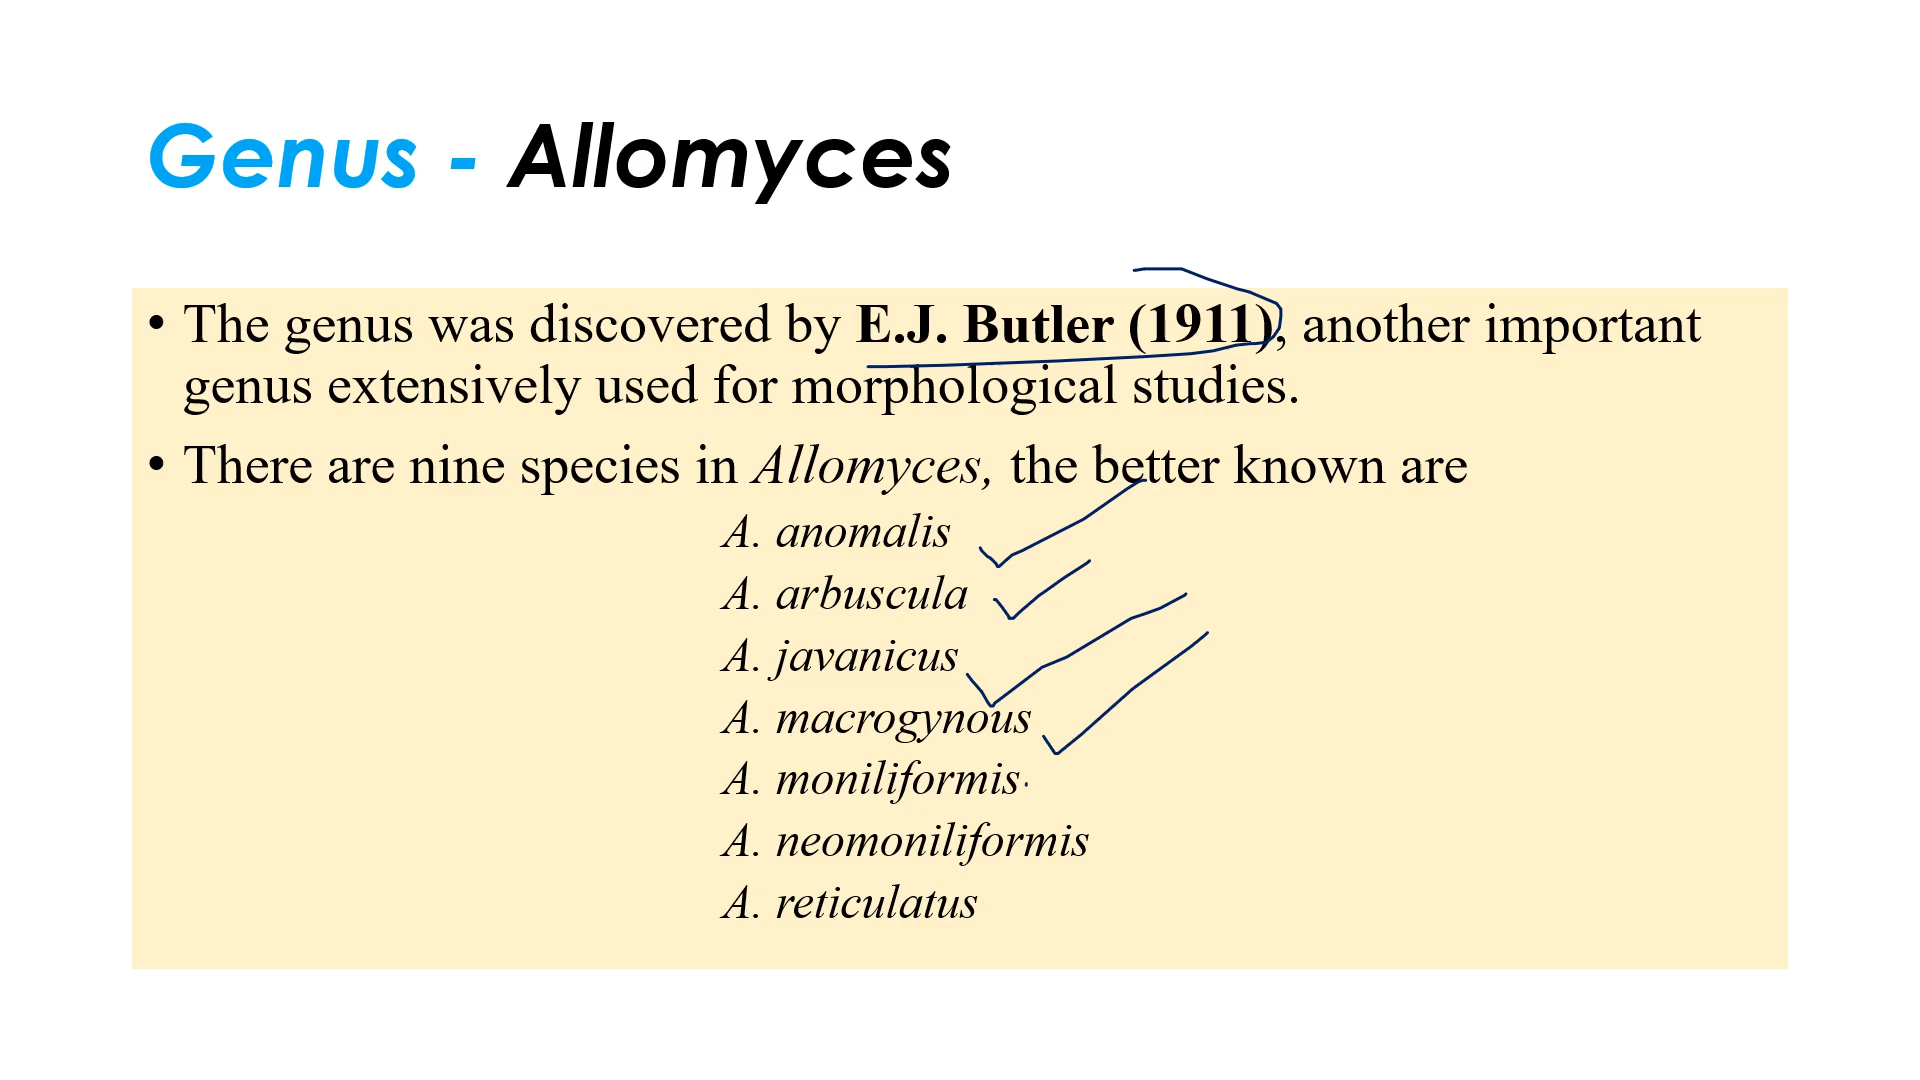 Genus - Allomyces
• The genus was discovered by E.J. Butler (1911), another important
genus extensively used for morphological studies.
• There are nine species in Allomyces, the better known are
A. anomalis
A. arbuscula
A. javanicus
A. macrogynous
A. moniliformis
A. neomoniliformis
A. reticulatus